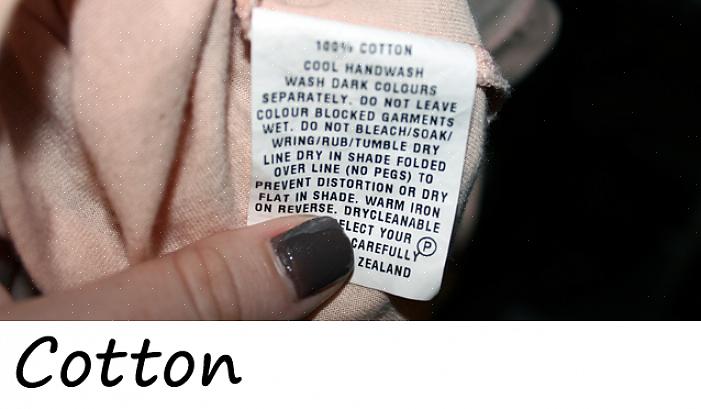 100% COTTON
COOL HANDWASH
WASH DARK COLOURS
SEPARATELY. DO NOT LEAVE
COLOUR BLOCKED GARMENTS
WET. DO NOT BLEACH/SOAK/
WRING/RUB/TUMBLE DRY
LINE DRY IN SHADE FOLDED
OVER LINE (NO PEGS) TO
PREVENT DISTORTION OR DRY
FLAT IN SHADE. WARM IRON
ON REVERSE. DRYCLEANABLE
ELECT YOUR
CAREFULLY P
ZEALAND
Cotton